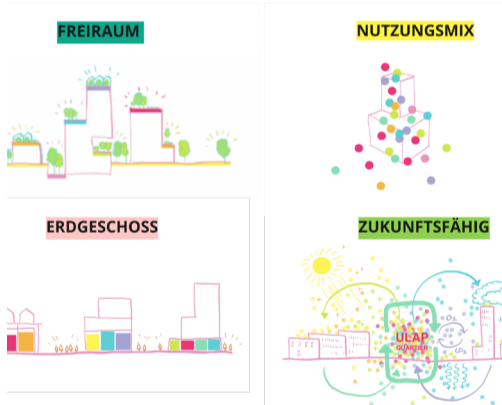 FREIRAUM
NUTZUNGSMIX
ERDGESCHOSS
ZUKUNFTSFÄHIG
ULAP
QUARTIER